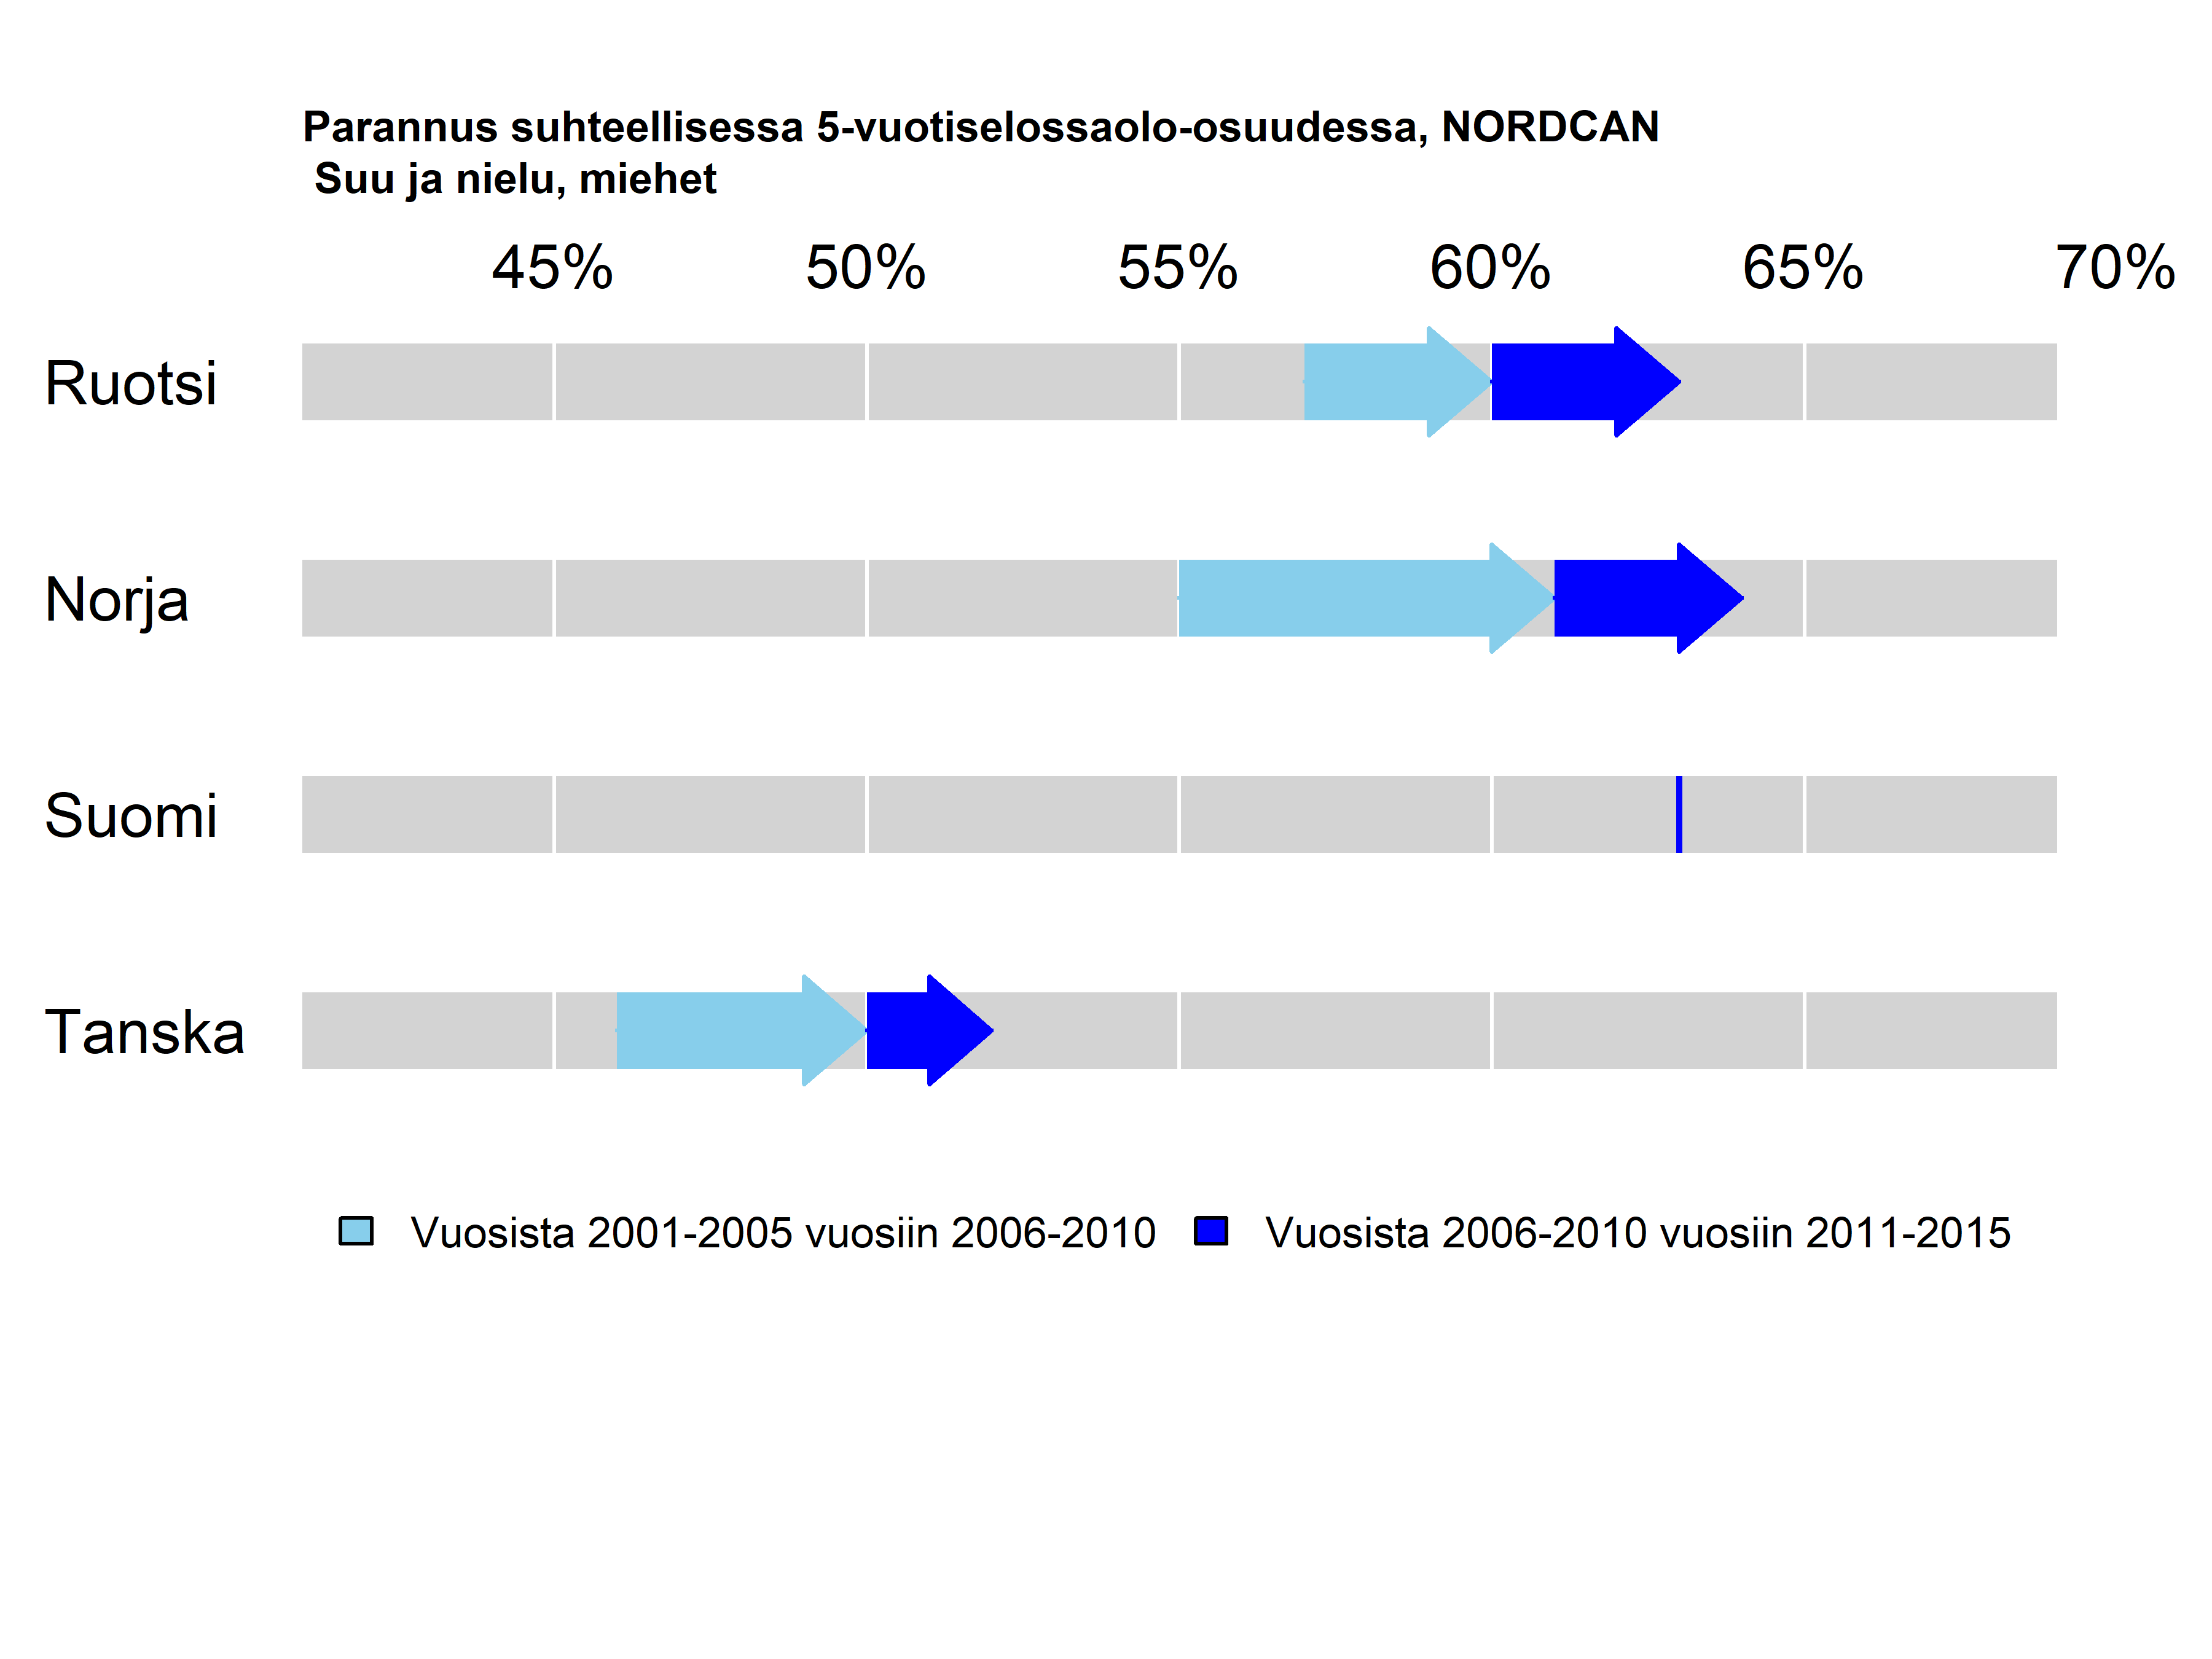 Parannus suhteellisessa 5-vuotiselossaolo-osuudessa, NORDCAN
Suu ja nielu, miehet
45% 50% 55% 60% 65% 70%
Ruotsi
Norja
Suomi
Tanska
Vuosista 2001-2005 vuosiin 2006-2010 Vuosista 2006-2010 vuosiin 2011-2015